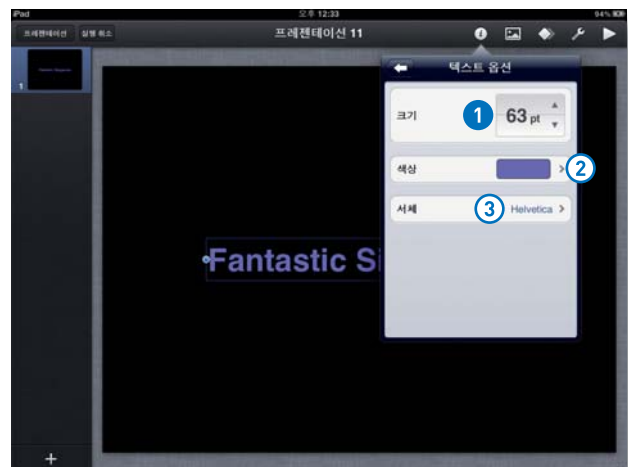 iPad
오후 12:33
94%
프레젠테이션
실행 취소
프레젠테이션 11
텍스트 옵션
1
크기
1
63 pt
색상
2
서체
3
Helvetica
Fantastic Si
+